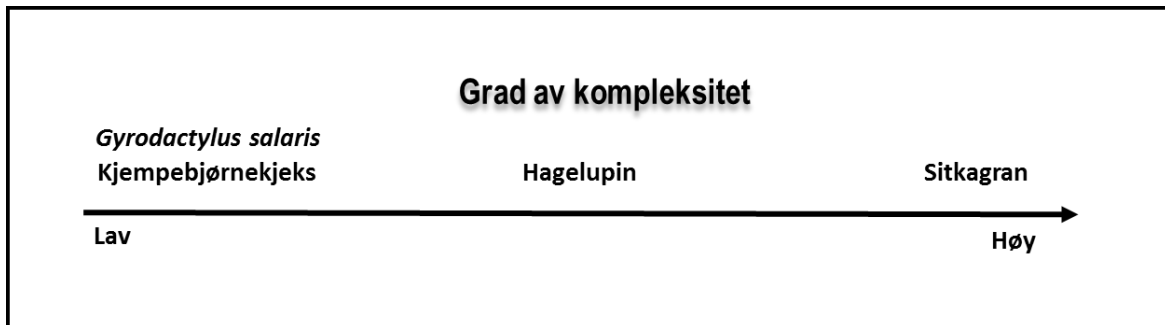 Grad av kompleksitet
Gyrodactylus salaris
Kjempebjørnekjeks Hagelupin Sitkagran
Lav Høy